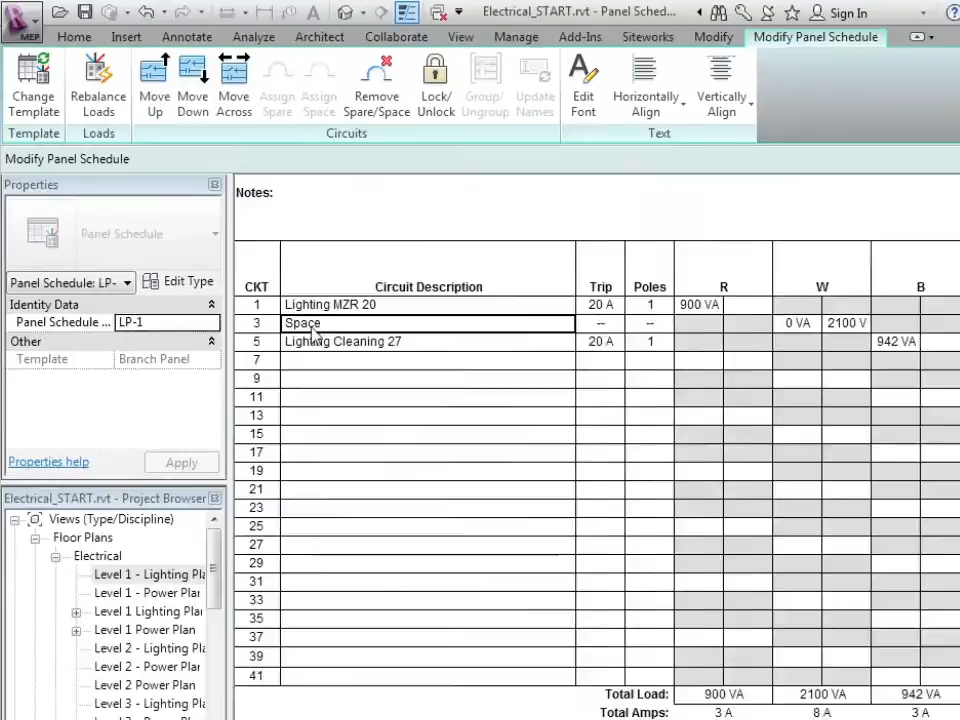 Electrical_START.rvt - Panel Sched...
Sign In
MEP
Home Insert Annotate Analyze Architect Collaborate View Manage Add-Ins Siteworks Modify Modify Panel Schedule
Change Template
Rebalance Loads
Move Up
Move Down
Move Across
Assign Spare
Assign Space
Remove Spare/Space
Lock/Unlock
Group/Ungroup
Update Names
Edit Font
Horizontally Align
Vertically Align
Template Loads Circuits Text
Modify Panel Schedule
Properties
Panel Schedule
Panel Schedule: LP- Edit Type
Identity Data
Panel Schedule ... LP-1
Other
Template Branch Panel
Properties help Apply
Electrical_START.rvt - Project Browser
Views (Type/Discipline)
Floor Plans
Electrical
Level 1 - Lighting Pla
Level 1 - Power Plan
Level 1 Lighting Pla
Level 1 Power Plan
Level 2 - Lighting Pl
Level 2 - Power Plan
Level 2 Power Plan
Level 3 - Lighting Pl
Notes:
CKT Circuit Description Trip Poles R W B
1 Lighting MZR 20 20 A 1 900 VA
3 Space -- -- 0 VA 2100 V
5 Lighting Cleaning 27 20 A 1 942 VA
7
9
11
13
15
17
19
21
23
25
27
29
31
33
35
37
39
41
Total Load: 900 VA 2100 VA 942 VA
Total Amps: 3 A 8 A 3 A